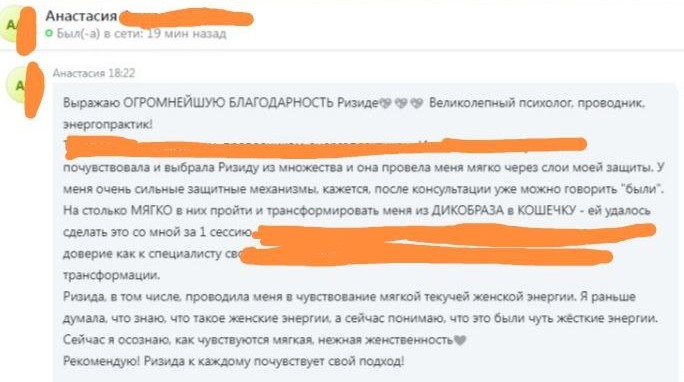 Анастасия
Был(-а) в сети: 19 мин назад
Анастасия 18:22
Выражаю ОГРОМНЕЙШУЮ БЛАГОДАРНОСТЬ Ризиде💖💖💖 Великолепный психолог, проводник,
энергопрактик!
почувствовала и выбрала Ризиду из множества и она провела меня мягко через слои моей защиты. У
меня очень сильные защитные механизмы, кажется, после консультации уже можно говорить "были".
На столько МЯГКО в них пройти и трансформировать меня из ДИКОБРАЗА в КОШЕЧКУ - ей удалось
сделать это со мной за 1 сессию
доверие как к специалисту
трансформации.
Ризида, в том числе, проводила меня в чувствование мягкой текучей женской энергии. Я раньше
думала, что знаю, что такое женские энергии, а сейчас понимаю, что это были чуть жёсткие энергии.
Сейчас я осознаю, как чувствуются мягкая, нежная женственность🖤
Рекомендую! Ризида к каждому почувствует свой подход!